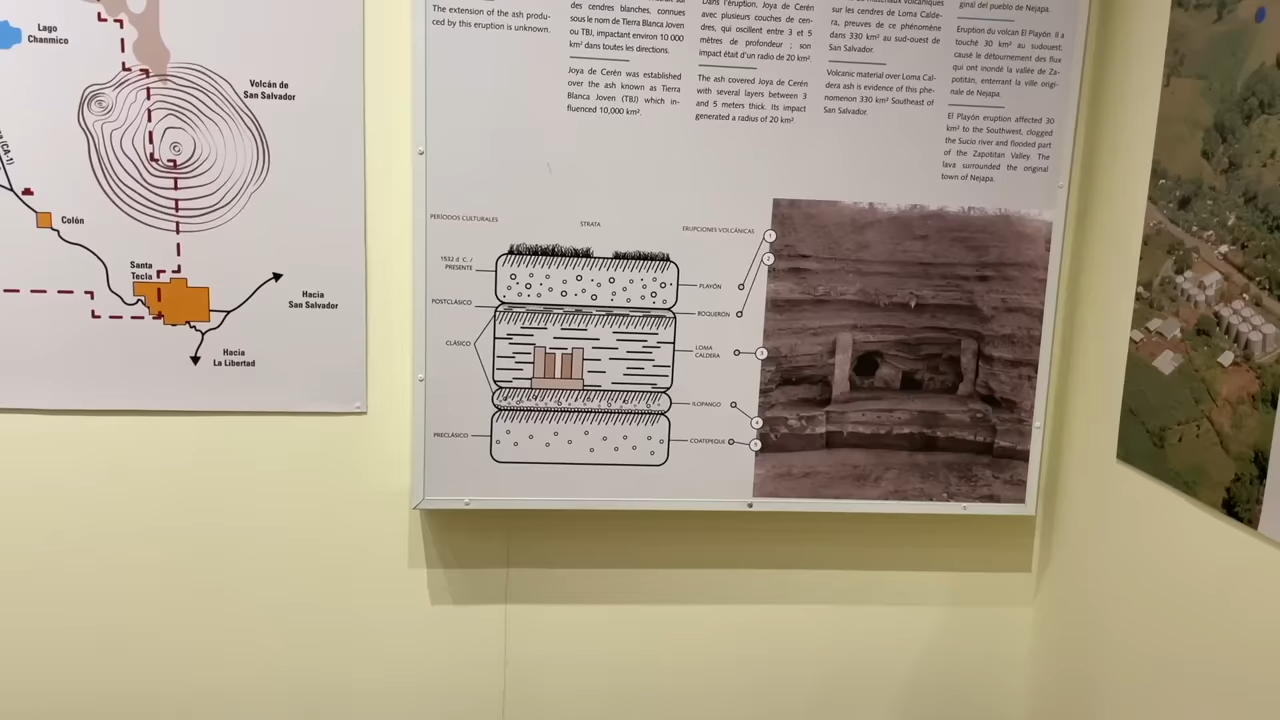 Lago
Chanmico
Volcán de
San Salvador
(CA-1)
Colón
Santa
Tecla
Hacia
San Salvador
Hacia
La Libertad
The extension of the ash produ-
ced by this eruption is unknown.
des cendres blanches, connues
sous le nom de Tierra Blanca Joven
ou TBJ, impactant environ 10 000
km² dans toutes les directions.
Joya de Cerén was established
over the ash known as Tierra
Blanca Joven (TBJ) which in-
fluenced 10,000 km².
Dans l'éruption, Joya de Cerén
avec plusieurs couches de cen-
dres, qui oscillent entre 3 et 5
mètres de profondeur ; son
impact était d'un radio de 20 km².
The ash covered Joya de Cerén
with several layers between 3
and 5 meters thick. Its impact
generated a radius of 20 km².
matériaux volcaniques
sur les cendres de Loma Calde-
ra, preuves de ce phénomène
dans 330 km² au sud-ouest de
San Salvador.
Volcanic material over Loma Cal-
dera ash is evidence of this phe-
nomenon 330 km² Southeast of
San Salvador.
ginal del pueblo de Nejapa.
Eruption du volcan El Playón. Il a
touché 30 km² au sudouest,
causé le détournement des flux
qui ont inondé la vallée de Za-
potitán, enterrant la ville origi-
nale de Nejapa.
El Playón eruption affected 30
km² to the Southwest, clogged
the Sucio river and flooded part
of the Zapotitan Valley. The
lava surrounded the original
town of Nejapa.
PERÍODOS CULTURALES
STRATA
ERUPCIONES VOLCÁNICAS
1532 d C. /
PRESENTE
POSTCLÁSICO
CLÁSICO
PRECLÁSICO
PLAYÓN
BOQUERÓN
LOMA
CALDERA
ILOPANGO
COATEPEQUE
1
2
3
4
5